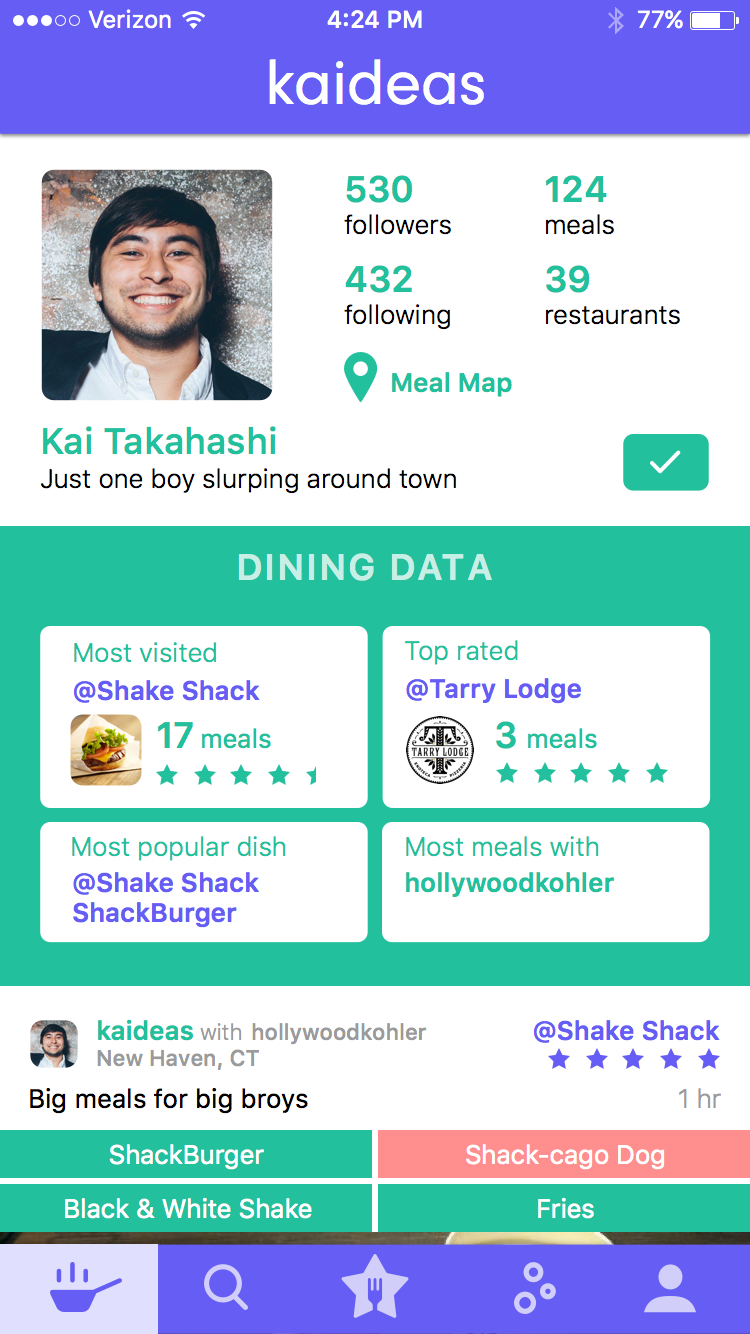 Verizon 4:24 PM 77%
kaideas
530 124
followers meals
432 39
following restaurants
Meal Map
Kai Takahashi
Just one boy slurping around town
DINING DATA
Most visited
@Shake Shack
17 meals
Top rated
@Tarry Lodge
TARRY LODGE
ENOTECA PIZZERIA
3 meals
Most popular dish
@Shake Shack
ShackBurger
Most meals with
hollywoodkohler
kaideas with hollywoodkohler @Shake Shack
New Haven, CT
Big meals for big broys 1 hr
ShackBurger Shack-cago Dog
Black & White Shake Fries